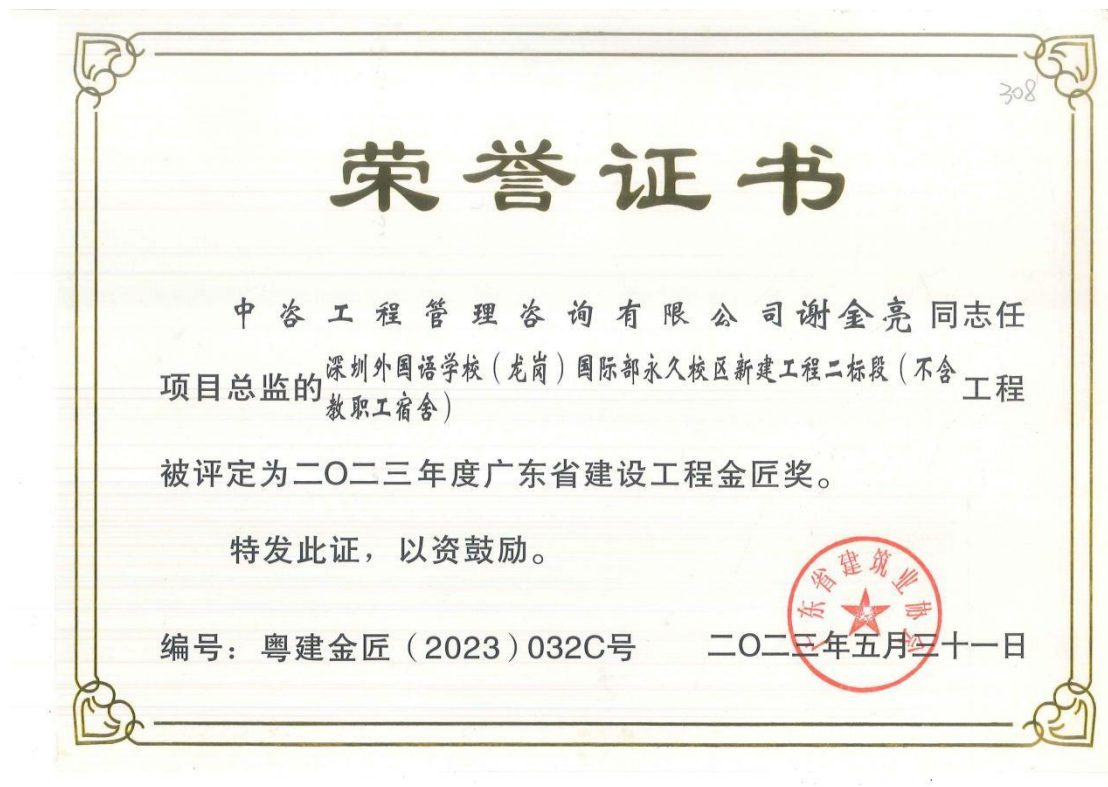 308
荣誉证书
中咨工程管理咨询有限公司谢金亮同志任
项目总监的深圳外国语学校（龙岗）国际部永久校区新建工程二标段（不含
教职工宿舍）工程
被评定为二O二三年度广东省建设工程金匠奖。
特发此证，以资鼓励。
广东省建筑业协会
编号：粤建金匠（2023）032C号 二O二三年五月三十一日